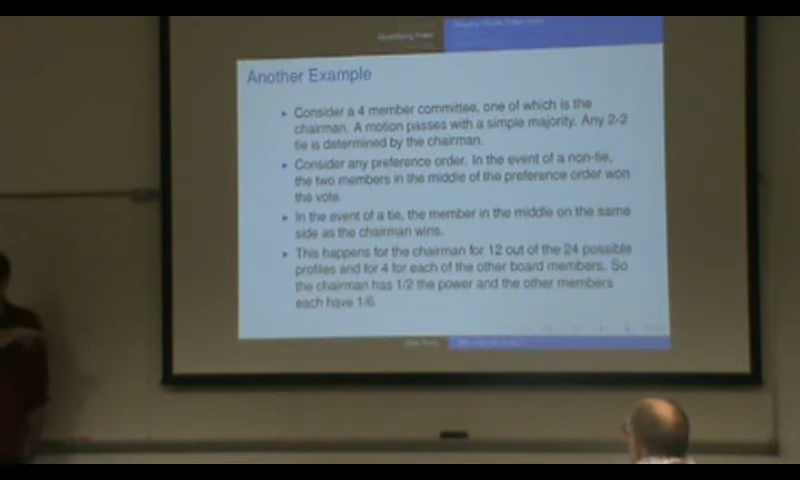 Another Example
Consider a 4 member committee, one of which is the
chairman. A motion passes with a simple majority. Any 2-2
tie is determined by the chairman.
Consider any preference order. In the event of a non-tie,
the two members in the middle of the preference order won
the vote.
In the event of a tie, the member in the middle on the same
side as the chairman wins.
This happens for the chairman for 12 out of the 24 possible
profiles and for 4 for each of the other board members. So
the chairman has 1/2 the power and the other members
each have 1/6.